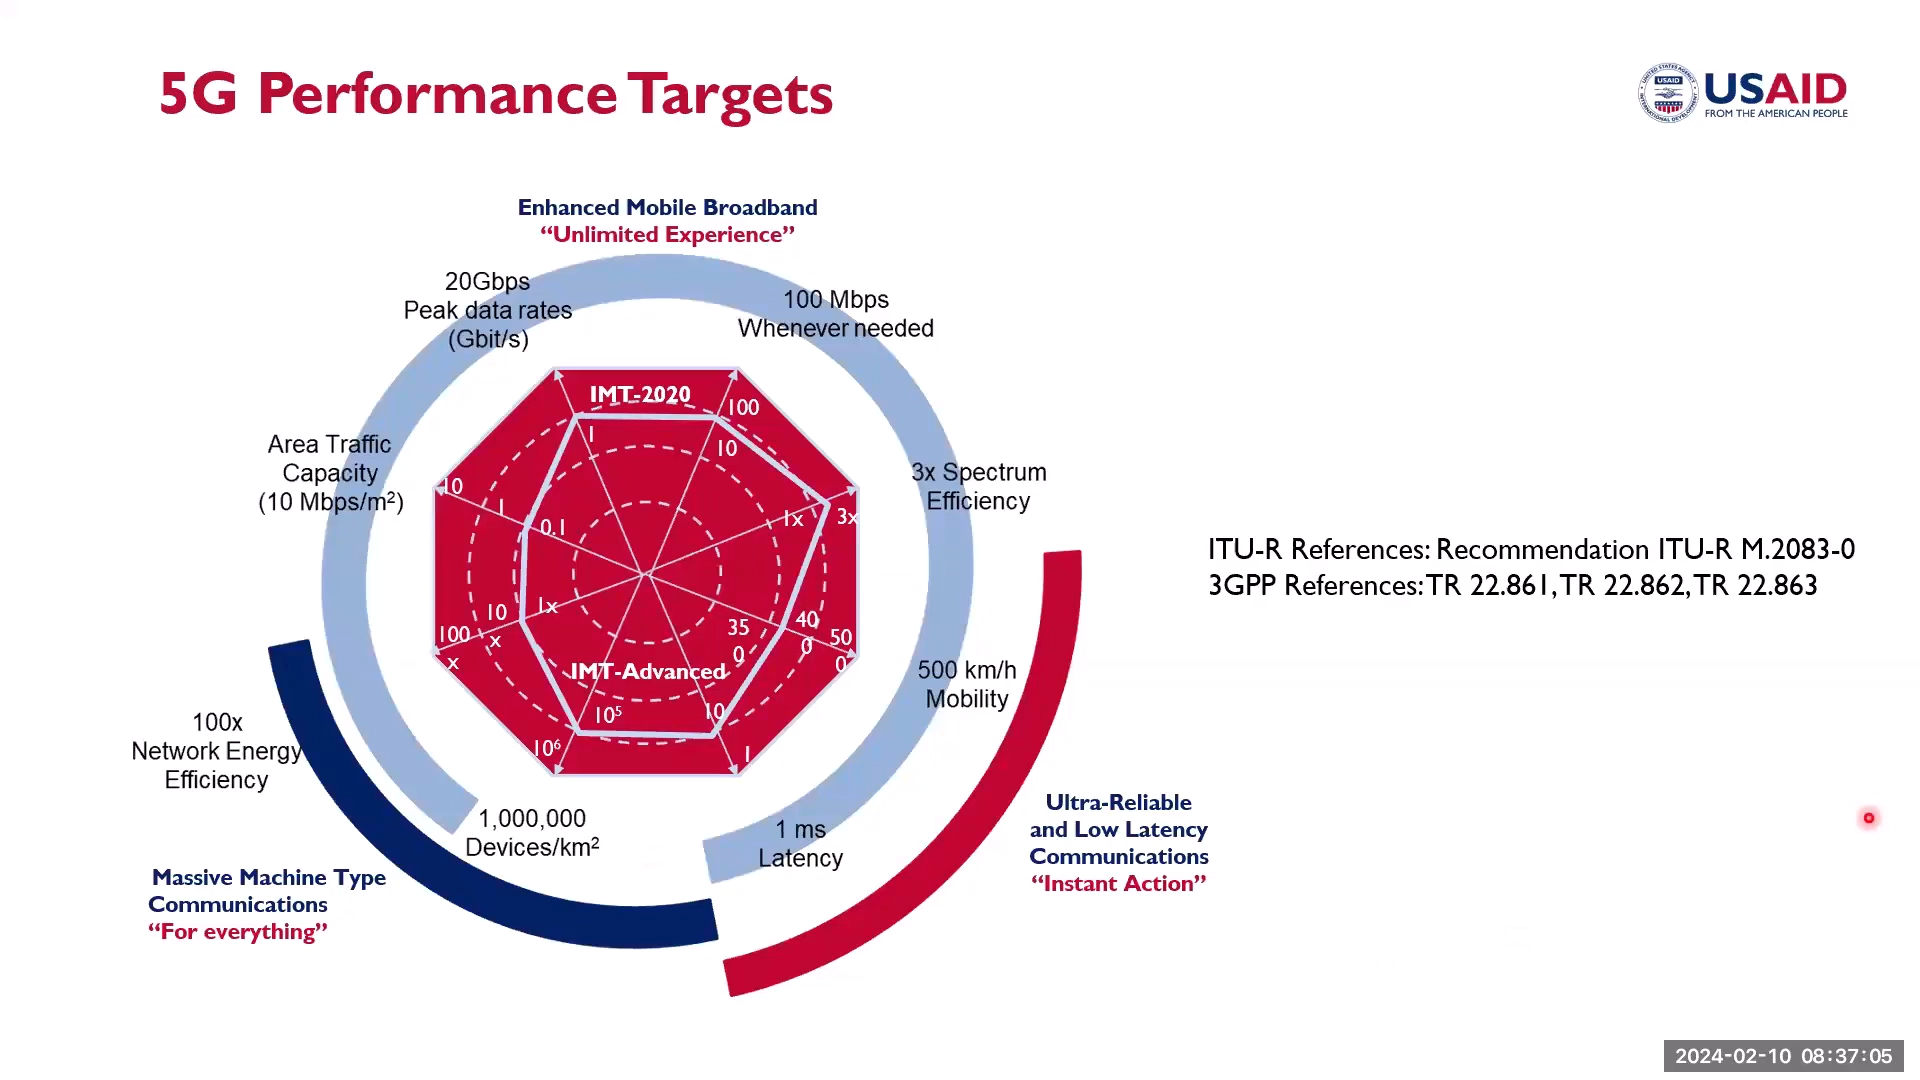 5G Performance Targets
USAID
USAID
FROM THE AMERICAN PEOPLE
Enhanced Mobile Broadband
“Unlimited Experience”
20Gbps
Peak data rates
(Gbit/s)
100 Mbps
Whenever needed
Area Traffic
Capacity
(10 Mbps/m²)
3x Spectrum
Efficiency
IMT-2020
1
100
10
10
1
0.1
1x
3x
10
x
1x
100
x
35
0
40
0
50
0
IMT-Advanced
10⁵
10
10⁶
1
ITU-R References: Recommendation ITU-R M.2083-0
3GPP References: TR 22.861, TR 22.862, TR 22.863
500 km/h
Mobility
100x
Network Energy
Efficiency
1,000,000
Devices/km²
1 ms
Latency
Ultra-Reliable
and Low Latency
Communications
“Instant Action”
Massive Machine Type
Communications
“For everything”
2024-02-10 08:37:05